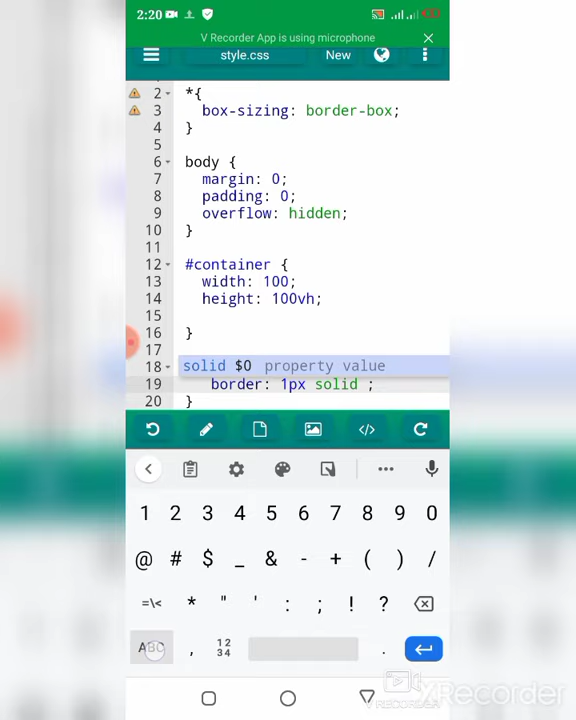 2:20
V Recorder App is using microphone
style.css New
2 *{
3 box-sizing: border-box;
4 }
5
6 body {
7 margin: 0;
8 padding: 0;
9 overflow: hidden;
10 }
11
12 #container {
13 width: 100;
14 height: 100vh;
15
16 }
17
18 solid $0 property value
19 border: 1px solid ;
20 }
1 2 3 4 5 6 7 8 9 0
@ # $ _ & - + ( ) /
=\< * " ' : ; ! ?
ABC , 12 34 .
V RECORDER
XRecorder